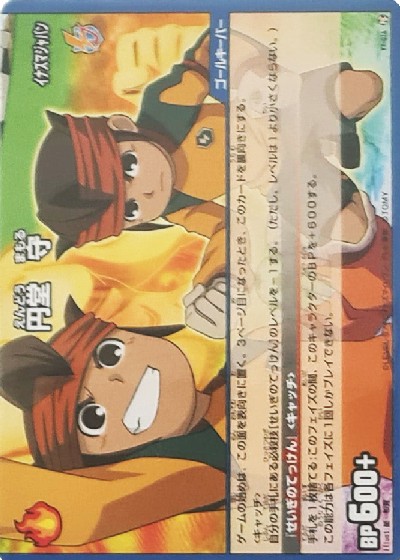 イナズマジャパン
えんどう まもる
円堂 守
ゴールキーパー
ゲームの始めは、この面を表向きに置く。3ページ目になったとき、このカードを裏向きにする。
<キャッチ>
自分の手札にある必殺技「せいぎのてっけん」のレベルを-1する。(ただし、レベルは1より小さくならない。)
「せいぎのてっけん」<キャッチ>
手札を1枚捨てる:このフェイズの間、このキャラクターのBPを+600する。
この能力は各フェイズに1回しかプレイできない。
BP600+
TOMY